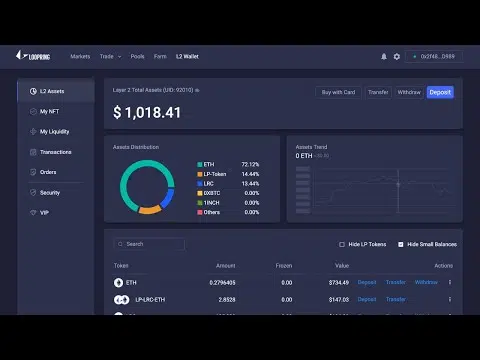 LOOPRING Markets Trade Pools Farm L2 Wallet 0x2f48...D989
L2 Assets
My NFT
My Liquidity
Transactions
Orders
Security
VIP
Layer 2 Total Assets (UID: 92010)
$ 1,018.41
Buy with Card Transfer Withdraw Deposit
Assets Distribution
ETH 72.12%
LP-Token 14.44%
LRC 13.44%
0XBTC 0.00%
1INCH 0.00%
Others 0.00%
Assets Trend
0 ETH
Search
Hide LP Tokens Hide Small Balances
Token Amount Frozen Value Actions
ETH 0.2796405 0.00 $734.49 Deposit Transfer Withdraw
LP-LRC-ETH 2.8528 0.00 $147.03 Deposit Transfer